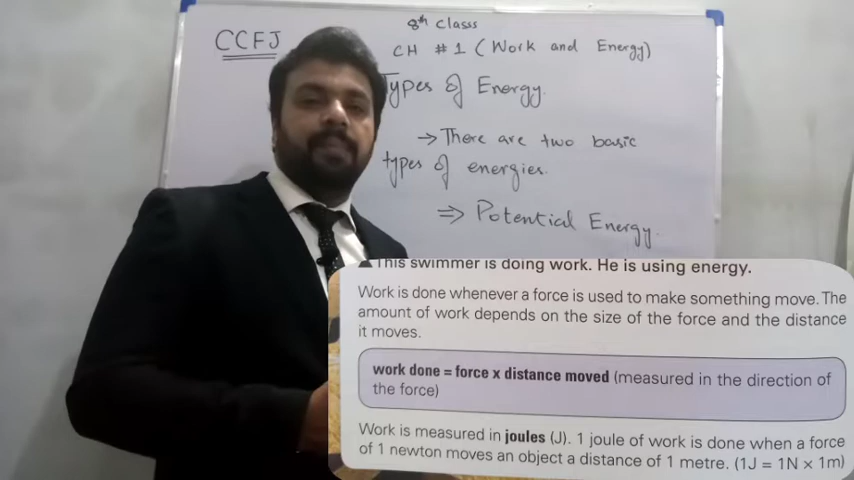 CCFJ
8th Classs
CH # 1 (Work and Energy)
Types of Energy.
→ There are two basic
types of energies.
⇒ Potential Energy.
This swimmer is doing work. He is using energy.
Work is done whenever a force is used to make something move. The
amount of work depends on the size of the force and the distance
it moves.
work done = force x distance moved (measured in the direction of
the force)
Work is measured in joules (J). 1 joule of work is done when a force
of 1 newton moves an object a distance of 1 metre. (1J = 1N × 1m)